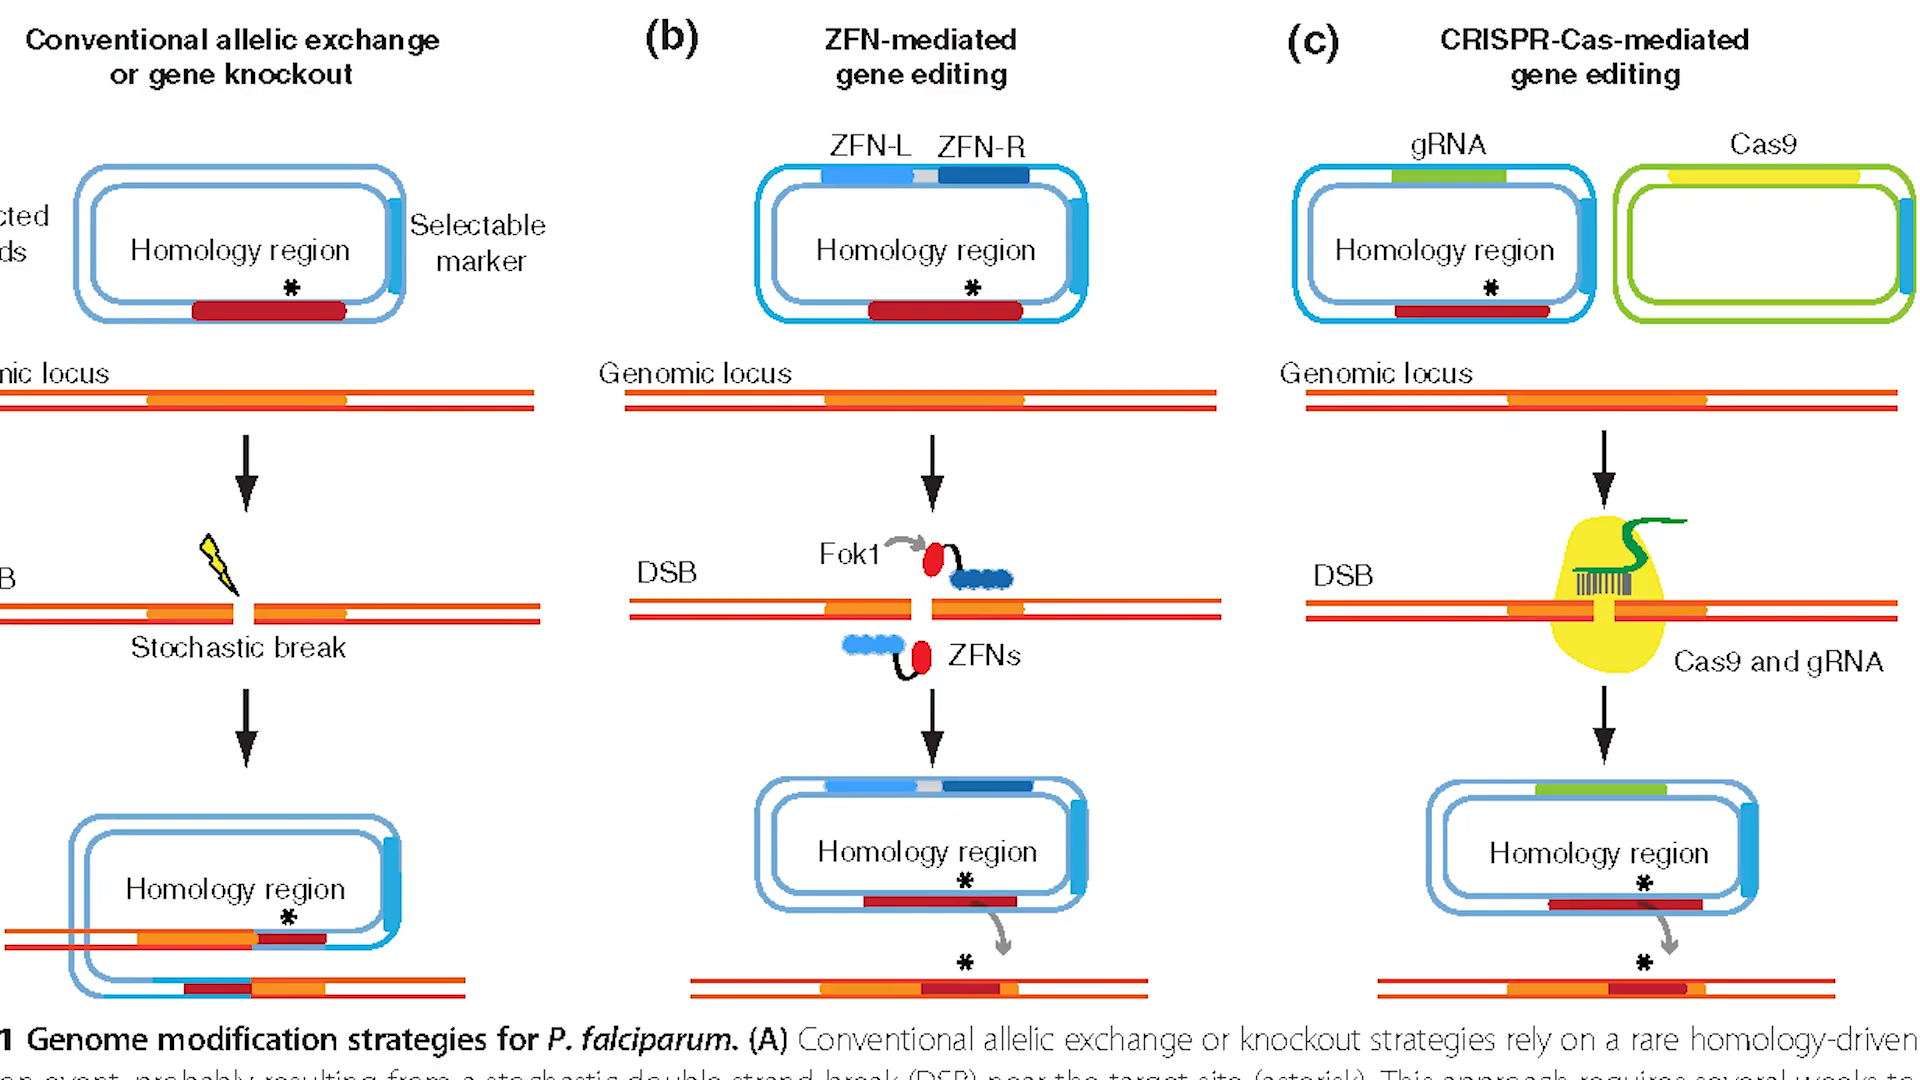 Conventional allelic exchange
or gene knockout
Homology region
*
Selectable
marker
Stochastic break
Homology region
*
(b)
ZFN-mediated
gene editing
ZFN-L ZFN-R
Homology region
*
Genomic locus
Fok1
DSB
ZFNs
Homology region
*
*
(c)
CRISPR-Cas-mediated
gene editing
gRNA
Cas9
Homology region
*
Genomic locus
DSB
Cas9 and gRNA
Homology region
*
*
1 Genome modification strategies for P. falciparum. (A) Conventional allelic exchange or knockout strategies rely on a rare homology-driven